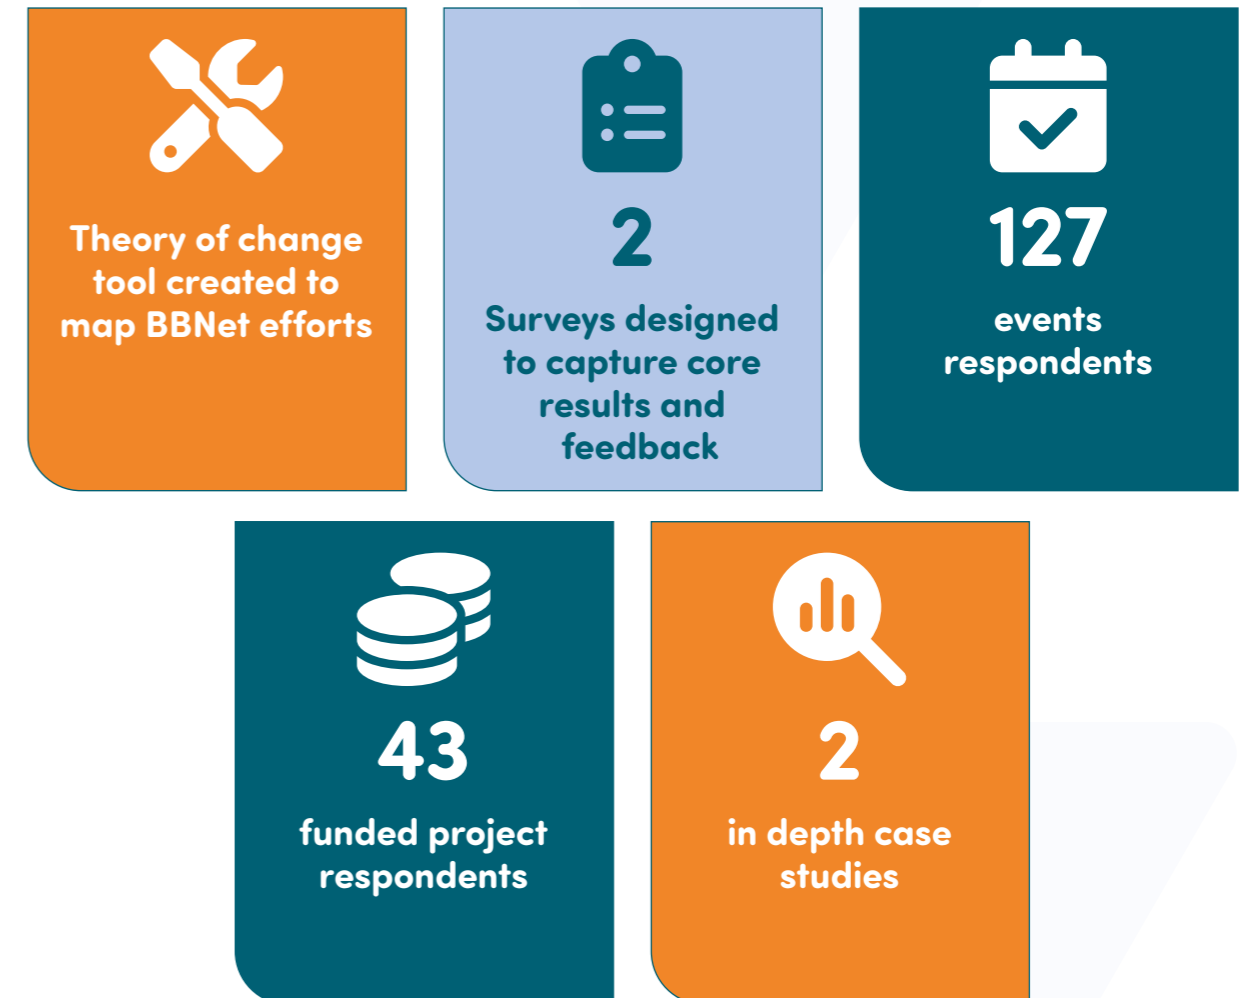 Theory of change
tool created to
map BBNet efforts
2
Surveys designed
to capture core
results and
feedback
127
events
respondents
43
funded project
respondents
2
in depth case
studies